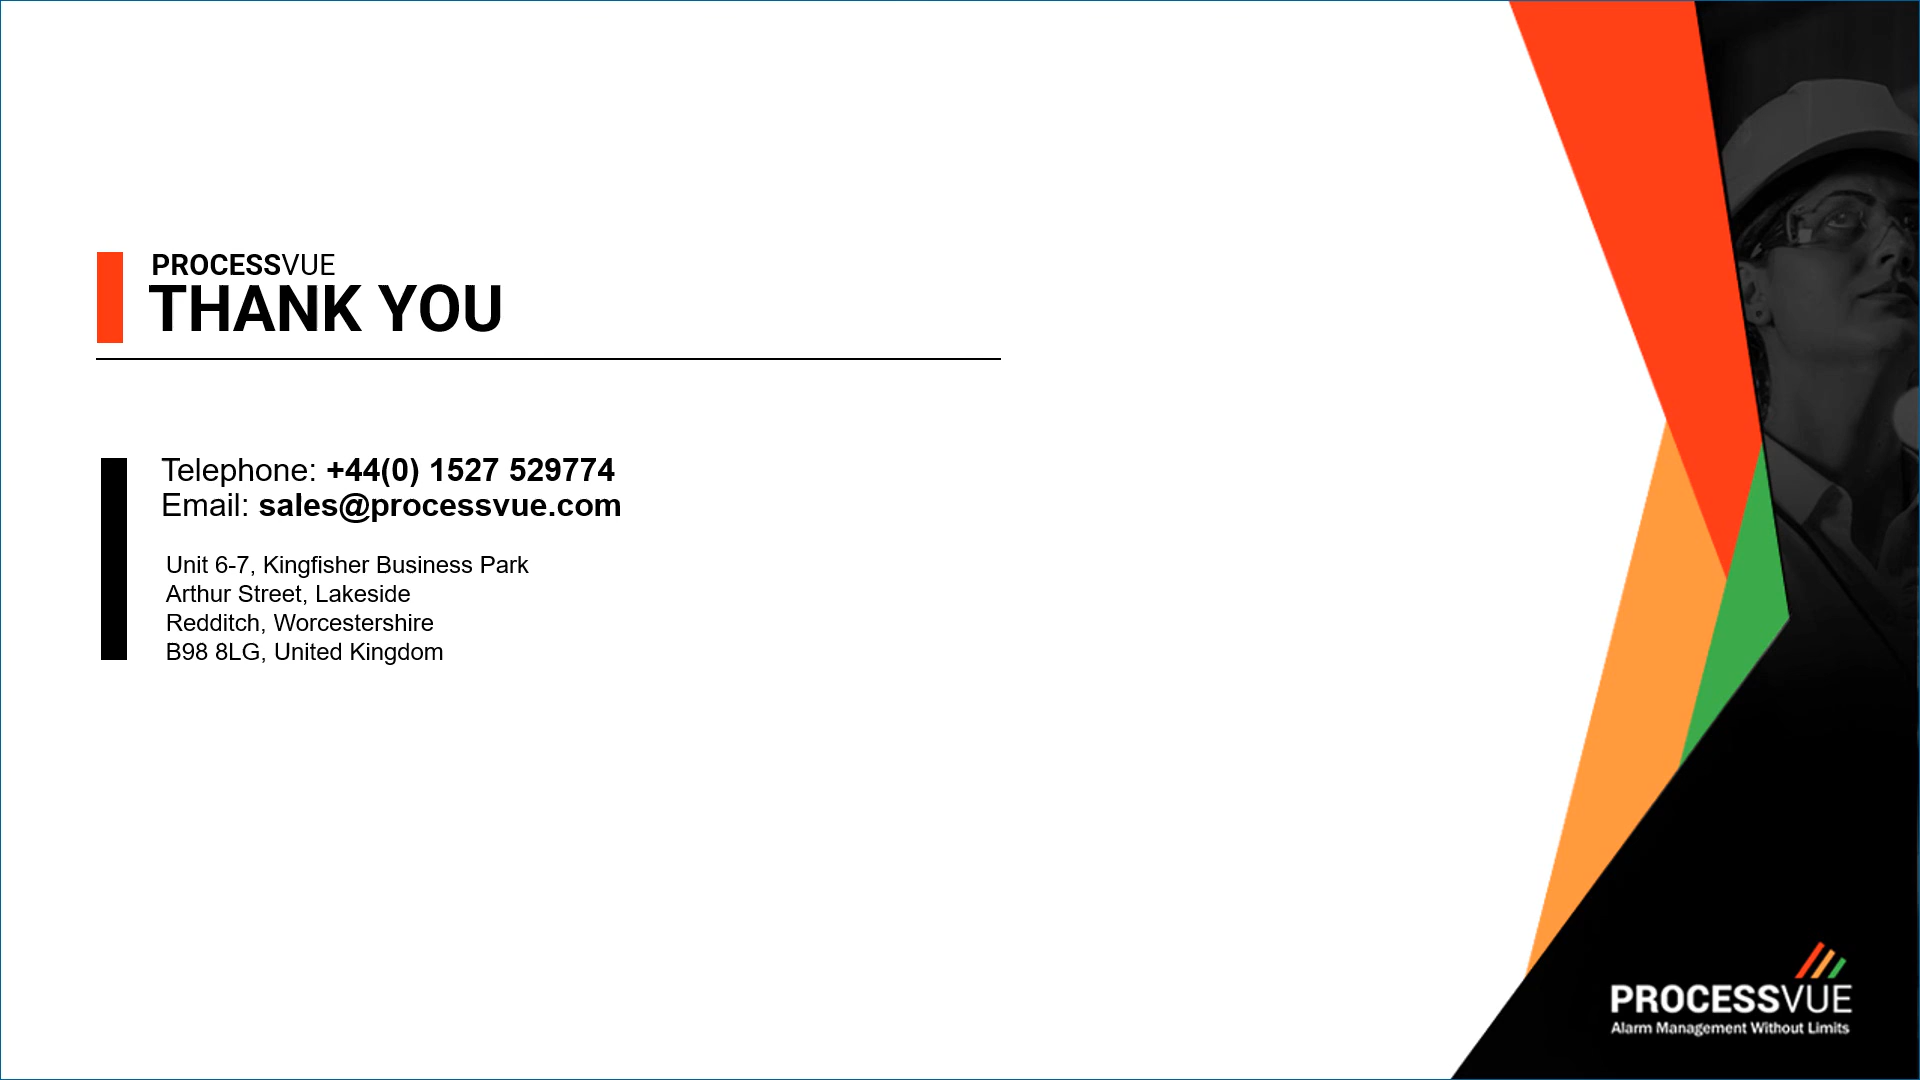 PROCESSVUE
THANK YOU
Telephone: +44(0) 1527 529774
Email: sales@processvue.com
Unit 6-7, Kingfisher Business Park
Arthur Street, Lakeside
Redditch, Worcestershire
B98 8LG, United Kingdom
PROCESSVUE
Alarm Management Without Limits